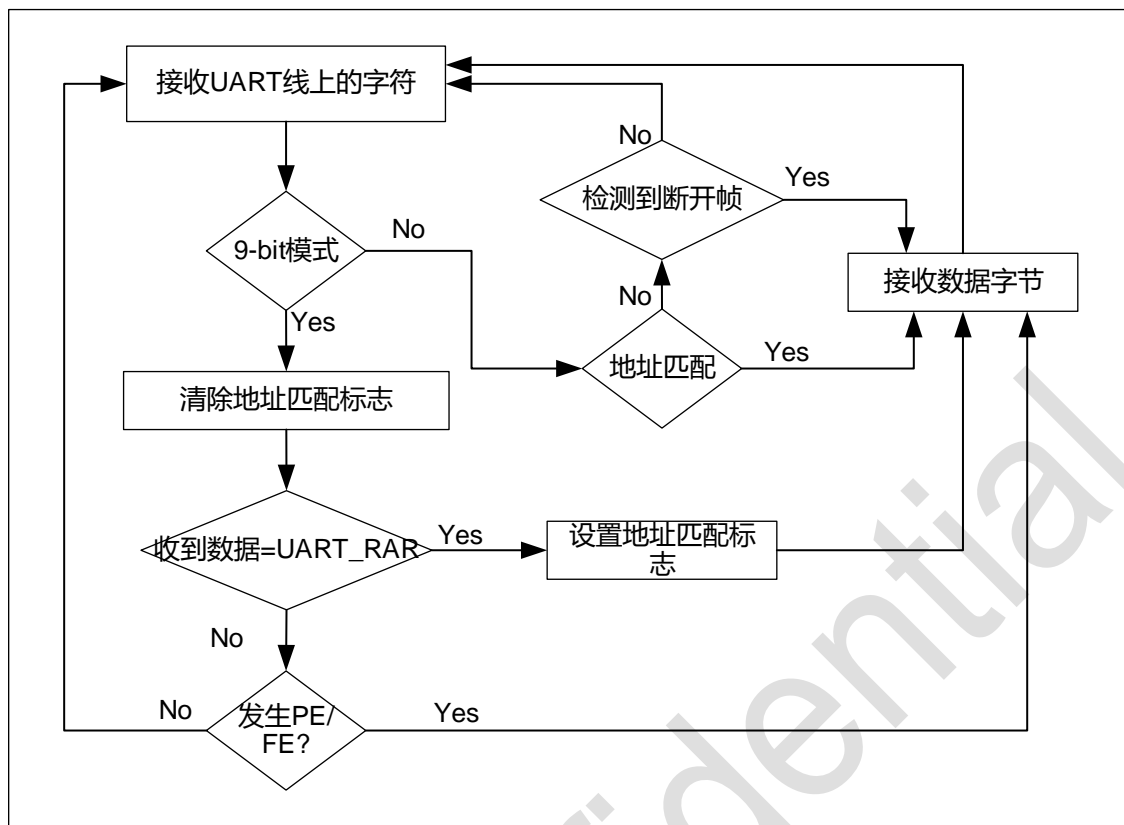 接收UART线上的字符
No
检测到断开帧
Yes
9-bit模式
No
接收数据字节
Yes
No
地址匹配
Yes
清除地址匹配标志
收到数据=UART_RAR
Yes
设置地址匹配标
志
No
No
发生PE/
FE?
Yes
fidential